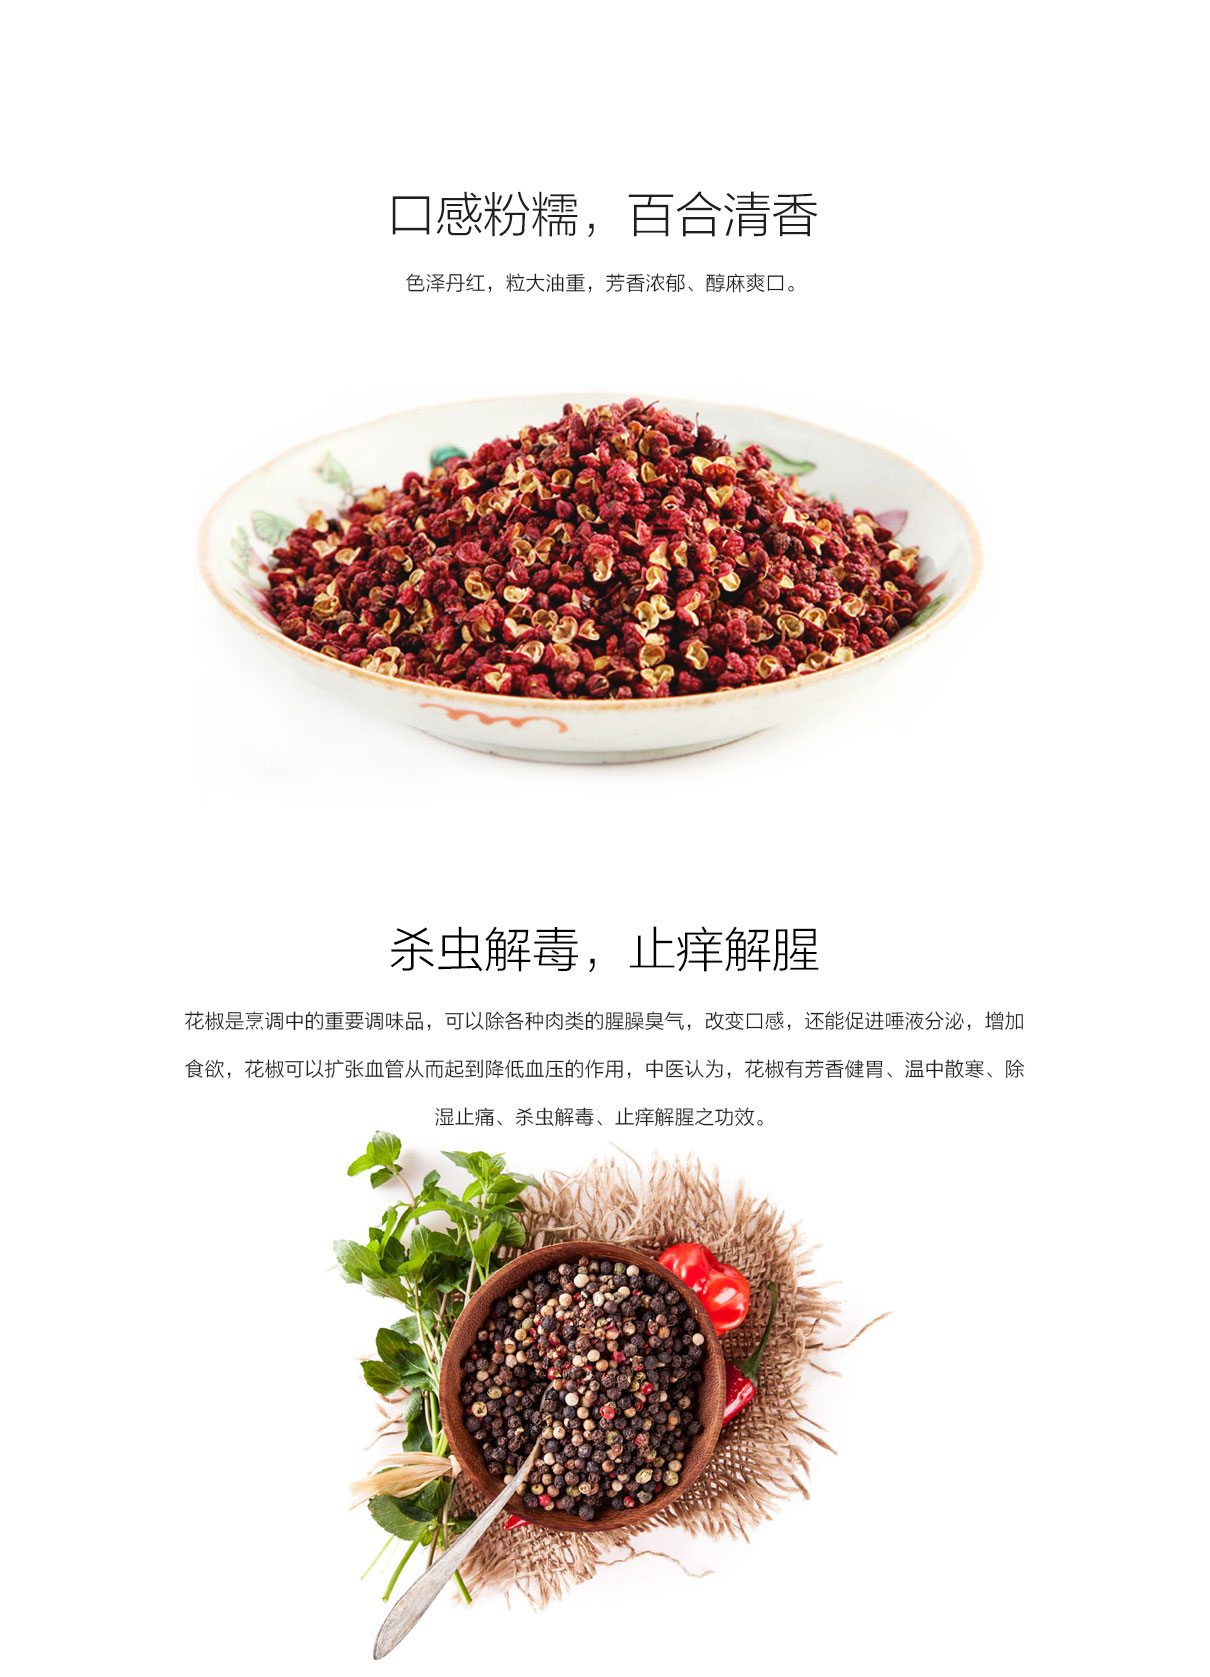 口感粉糯，百合清香
色泽丹红，粒大油重，芳香浓郁、醇麻爽口。
杀虫解毒，止痒解腥
花椒是烹调中的重要调味品，可以除各种肉类的腥臊臭气，改变口感，还能促进唾液分泌，增加
食欲，花椒可以扩张血管从而起到降低血压的作用，中医认为，花椒有芳香健胃、温中散寒、除
湿止痛、杀虫解毒、止痒解腥之功效。